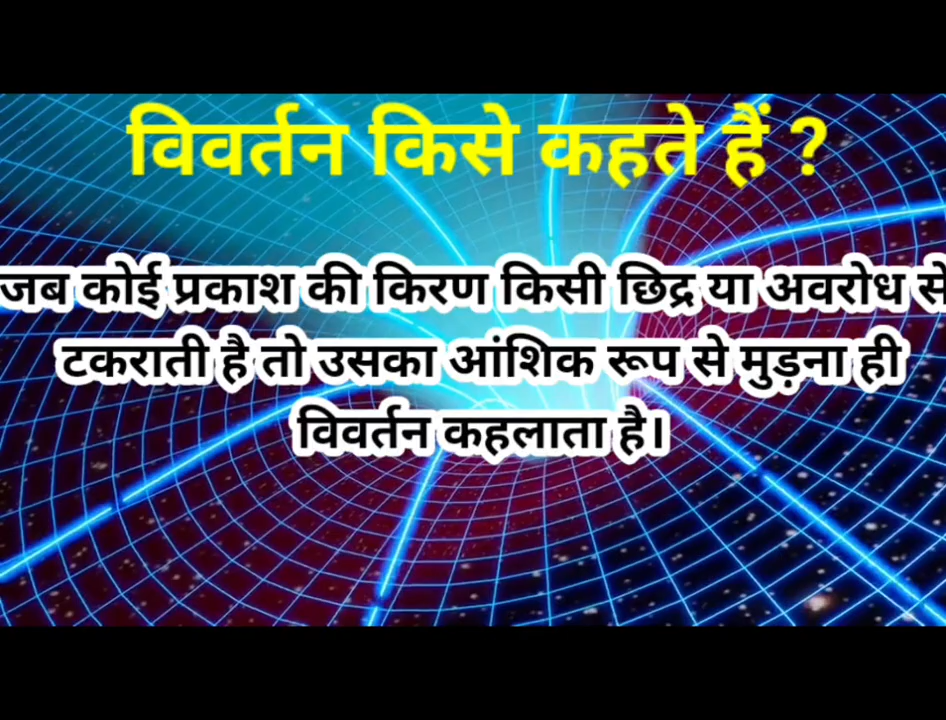 विवर्तन किसे कहते हैं ?
जब कोई प्रकाश की किरण किसी छिद्र या अवरोध से
टकराती है तो उसका आंशिक रूप से मुड़ना ही
विवर्तन कहलाता है।